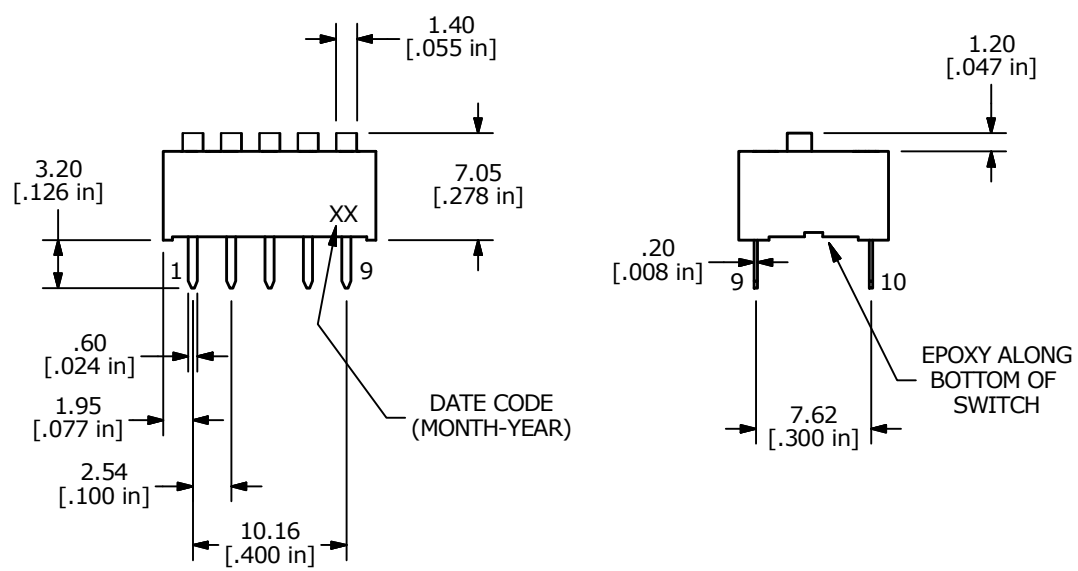 1.40
[.055 in]
3.20
[.126 in]
7.05
[.278 in]
XX
1
9
.60
[.024 in]
1.95
[.077 in]
DATE CODE
(MONTH-YEAR)
2.54
[.100 in]
10.16
[.400 in]
1.20
[.047 in]
.20
[.008 in]
9
10
EPOXY ALONG
BOTTOM OF
SWITCH
7.62
[.300 in]